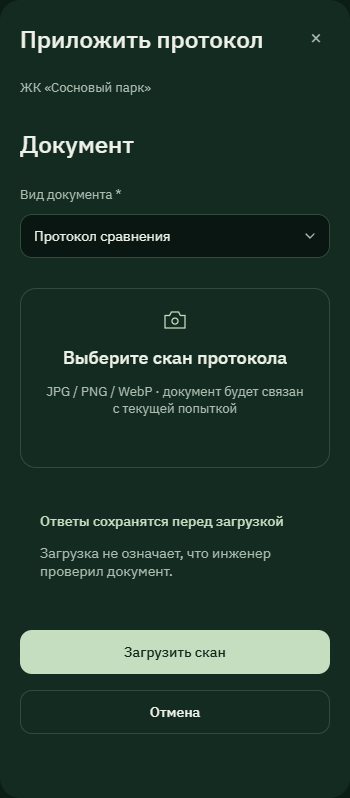 Приложить протокол
ЖК «Сосновый парк»
Документ
Вид документа *
Протокол сравнения
Выберите скан протокола
JPG / PNG / WebP · документ будет связан
с текущей попыткой
Ответы сохранятся перед загрузкой
Загрузка не означает, что инженер
проверил документ.
Загрузить скан
Отмена